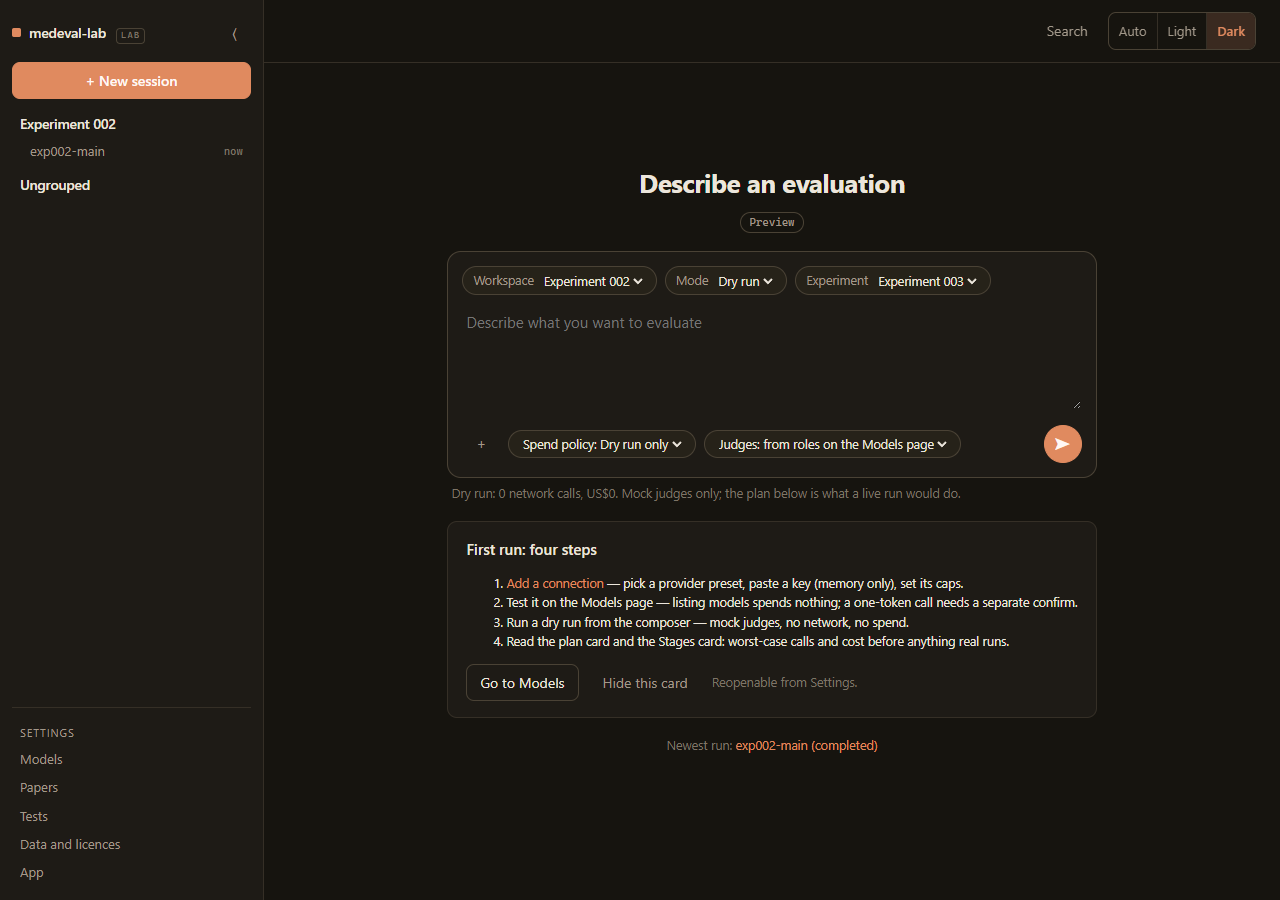 medeval-lab LAB
+ New session
Experiment 002
exp002-main now
Ungrouped
SETTINGS
Models
Papers
Tests
Data and licences
App
Search Auto Light Dark
Describe an evaluation
Preview
Workspace Experiment 002 Mode Dry run Experiment Experiment 003
Describe what you want to evaluate
+ Spend policy: Dry run only Judges: from roles on the Models page
Dry run: 0 network calls, US$0. Mock judges only; the plan below is what a live run would do.
First run: four steps
1. Add a connection — pick a provider preset, paste a key (memory only), set its caps.
2. Test it on the Models page — listing models spends nothing; a one-token call needs a separate confirm.
3. Run a dry run from the composer — mock judges, no network, no spend.
4. Read the plan card and the Stages card: worst-case calls and cost before anything real runs.
Go to Models Hide this card Reopenable from Settings.
Newest run: exp002-main (completed)